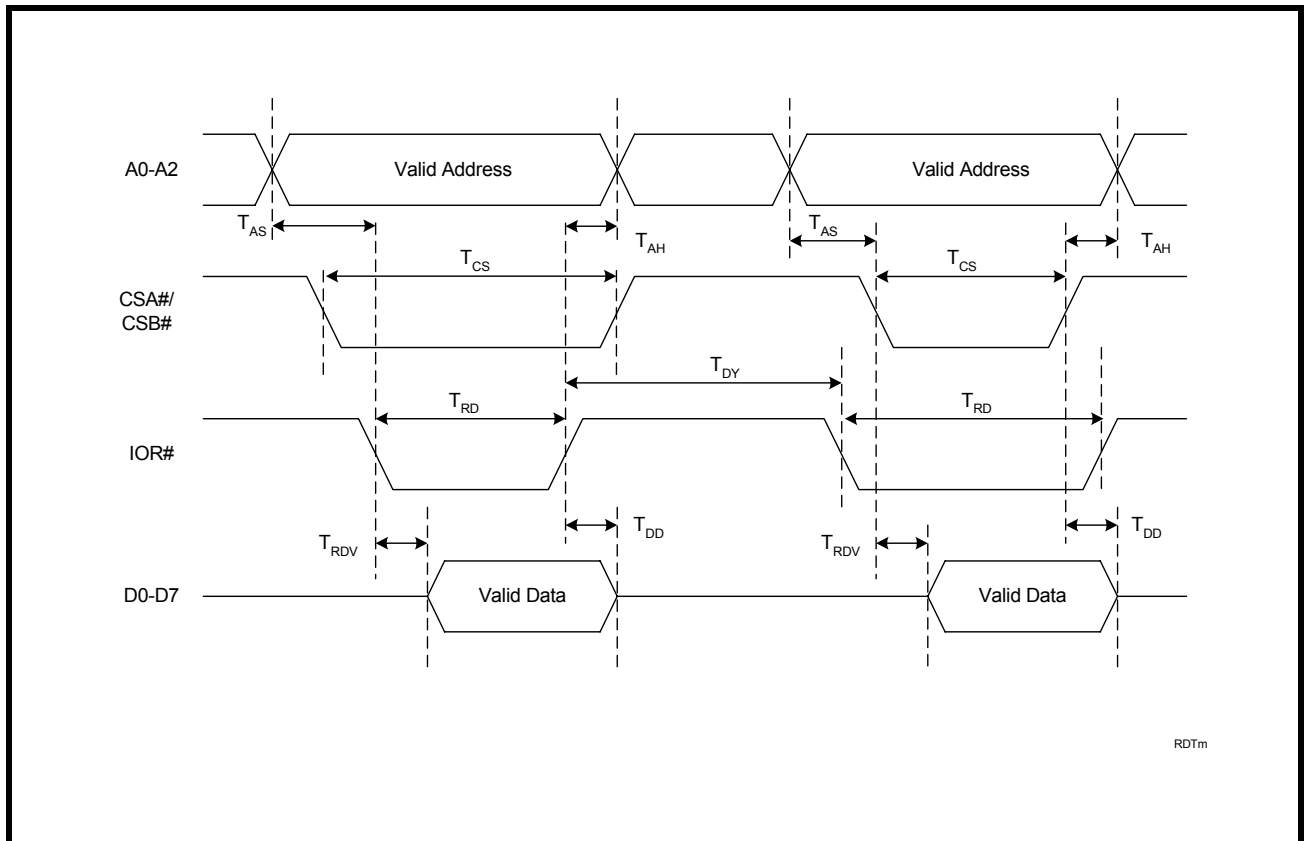 A0-A2
Valid Address
Valid Address
TAS
TAH
TAS
TAH
TCS
TCS
CSA#/
CSB#
TDY
TRD
TRD
IOR#
TRDV
TDD
TRDV
TDD
D0-D7
Valid Data
Valid Data
RDTm